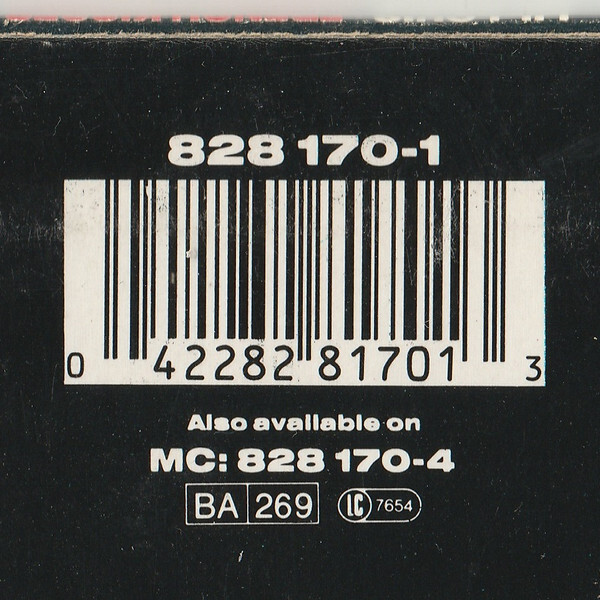 828 170-1
0 42282 81701 3
Also available on
MC: 828 170-4
BA 269 LC 7654